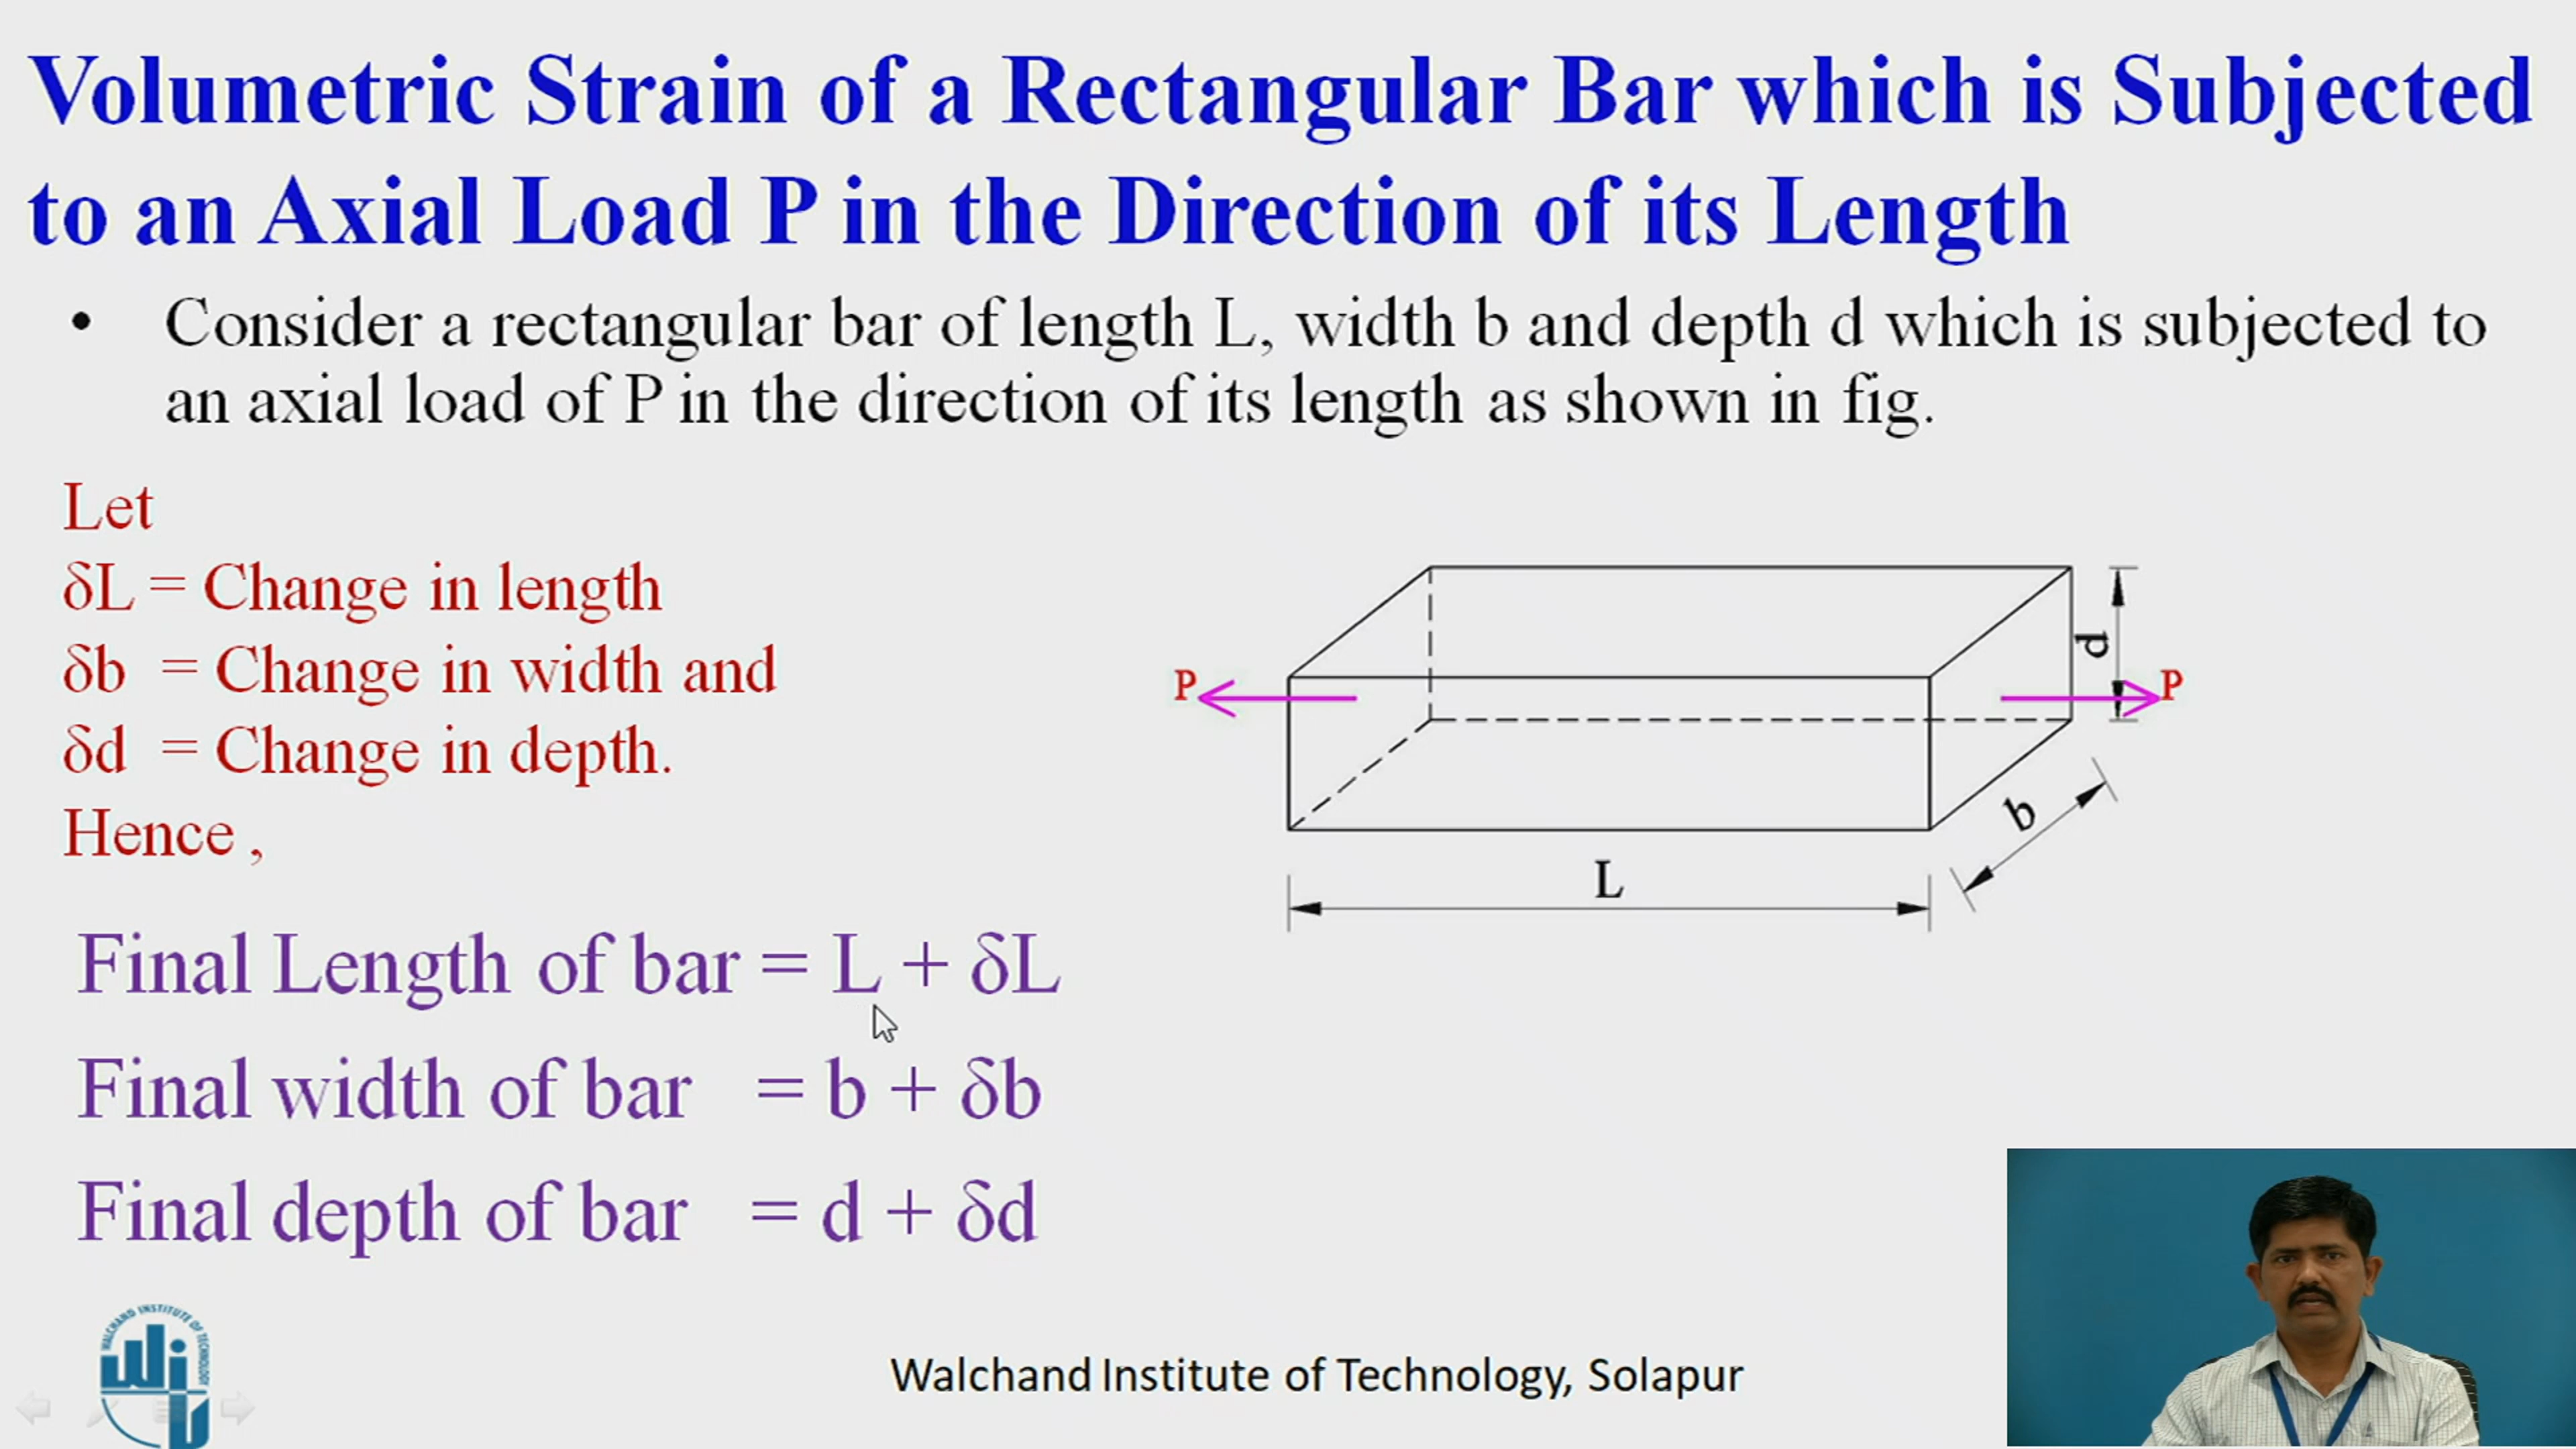 Volumetric Strain of a Rectangular Bar which is Subjected
to an Axial Load P in the Direction of its Length
• Consider a rectangular bar of length L, width b and depth d which is subjected to
an axial load of P in the direction of its length as shown in fig.
Let
δL = Change in length
δb = Change in width and
δd = Change in depth.
Hence ,
P
d
P
b
L
Final Length of bar = L + δL
Final width of bar = b + δb
Final depth of bar = d + δd
WALCHAND INSTITUTE OF TECHNOLOGY
Walchand Institute of Technology, Solapur